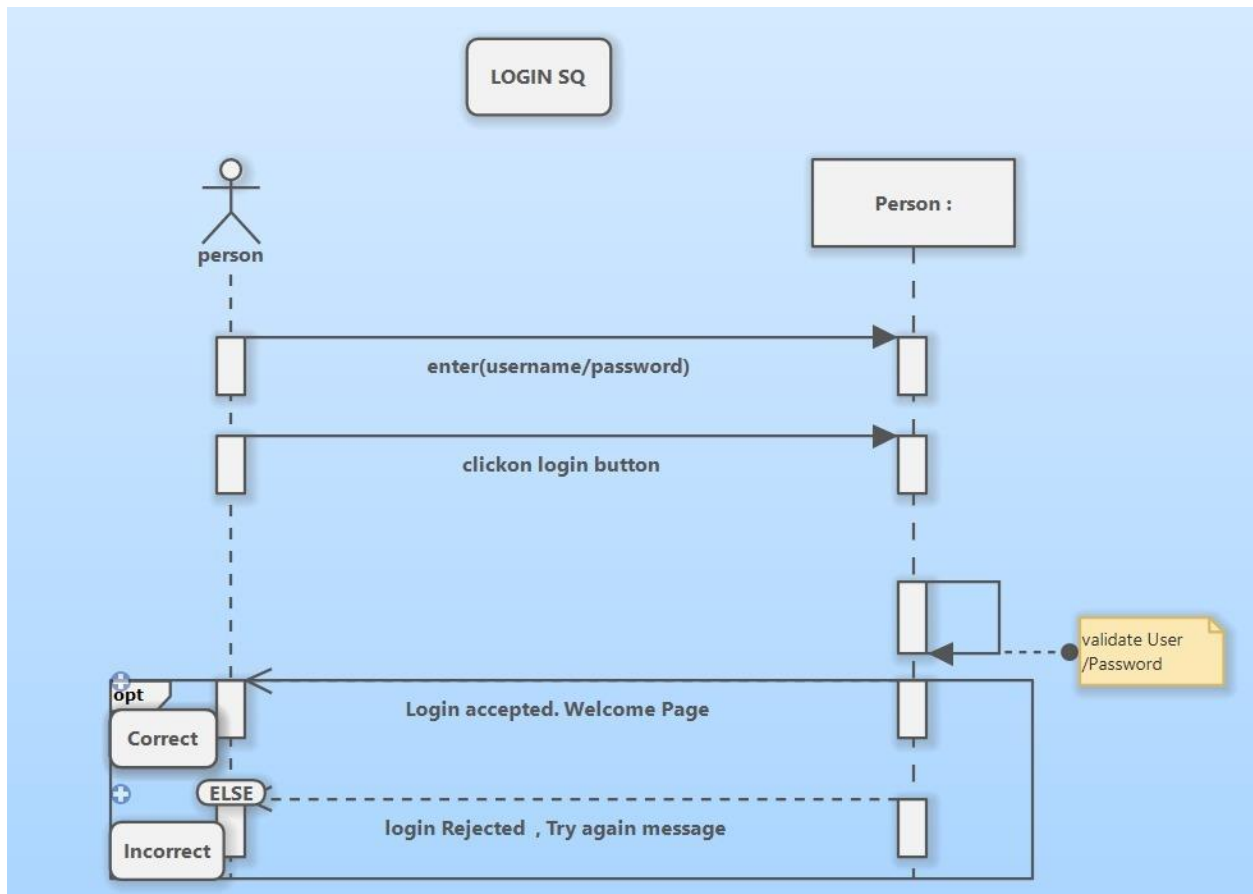 LOGIN SQ
person
Person :
enter(username/password)
clickon login button
validate User
/Password
opt
Login accepted. Welcome Page
Correct
ELSE
login Rejected , Try again message
Incorrect